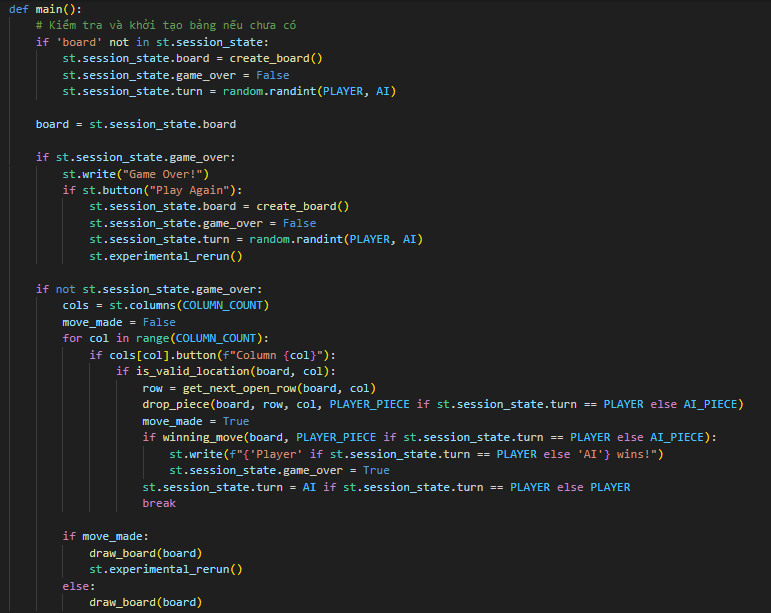 def main():
    # Kiểm tra và khởi tạo bảng nếu chưa có
    if 'board' not in st.session_state:
        st.session_state.board = create_board()
        st.session_state.game_over = False
        st.session_state.turn = random.randint(PLAYER, AI)

    board = st.session_state.board

    if st.session_state.game_over:
        st.write("Game Over!")
        if st.button("Play Again"):
            st.session_state.board = create_board()
            st.session_state.game_over = False
            st.session_state.turn = random.randint(PLAYER, AI)
            st.experimental_rerun()

    if not st.session_state.game_over:
        cols = st.columns(COLUMN_COUNT)
        move_made = False
        for col in range(COLUMN_COUNT):
            if cols[col].button(f"Column {col}"):
                if is_valid_location(board, col):
                    row = get_next_open_row(board, col)
                    drop_piece(board, row, col, PLAYER_PIECE if st.session_state.turn == PLAYER else AI_PIECE)
                    move_made = True
                    if winning_move(board, PLAYER_PIECE if st.session_state.turn == PLAYER else AI_PIECE):
                        st.write(f"{'Player' if st.session_state.turn == PLAYER else 'AI'} wins!")
                        st.session_state.game_over = True
                    st.session_state.turn = AI if st.session_state.turn == PLAYER else PLAYER
                    break

        if move_made:
            draw_board(board)
            st.experimental_rerun()
        else:
            draw_board(board)